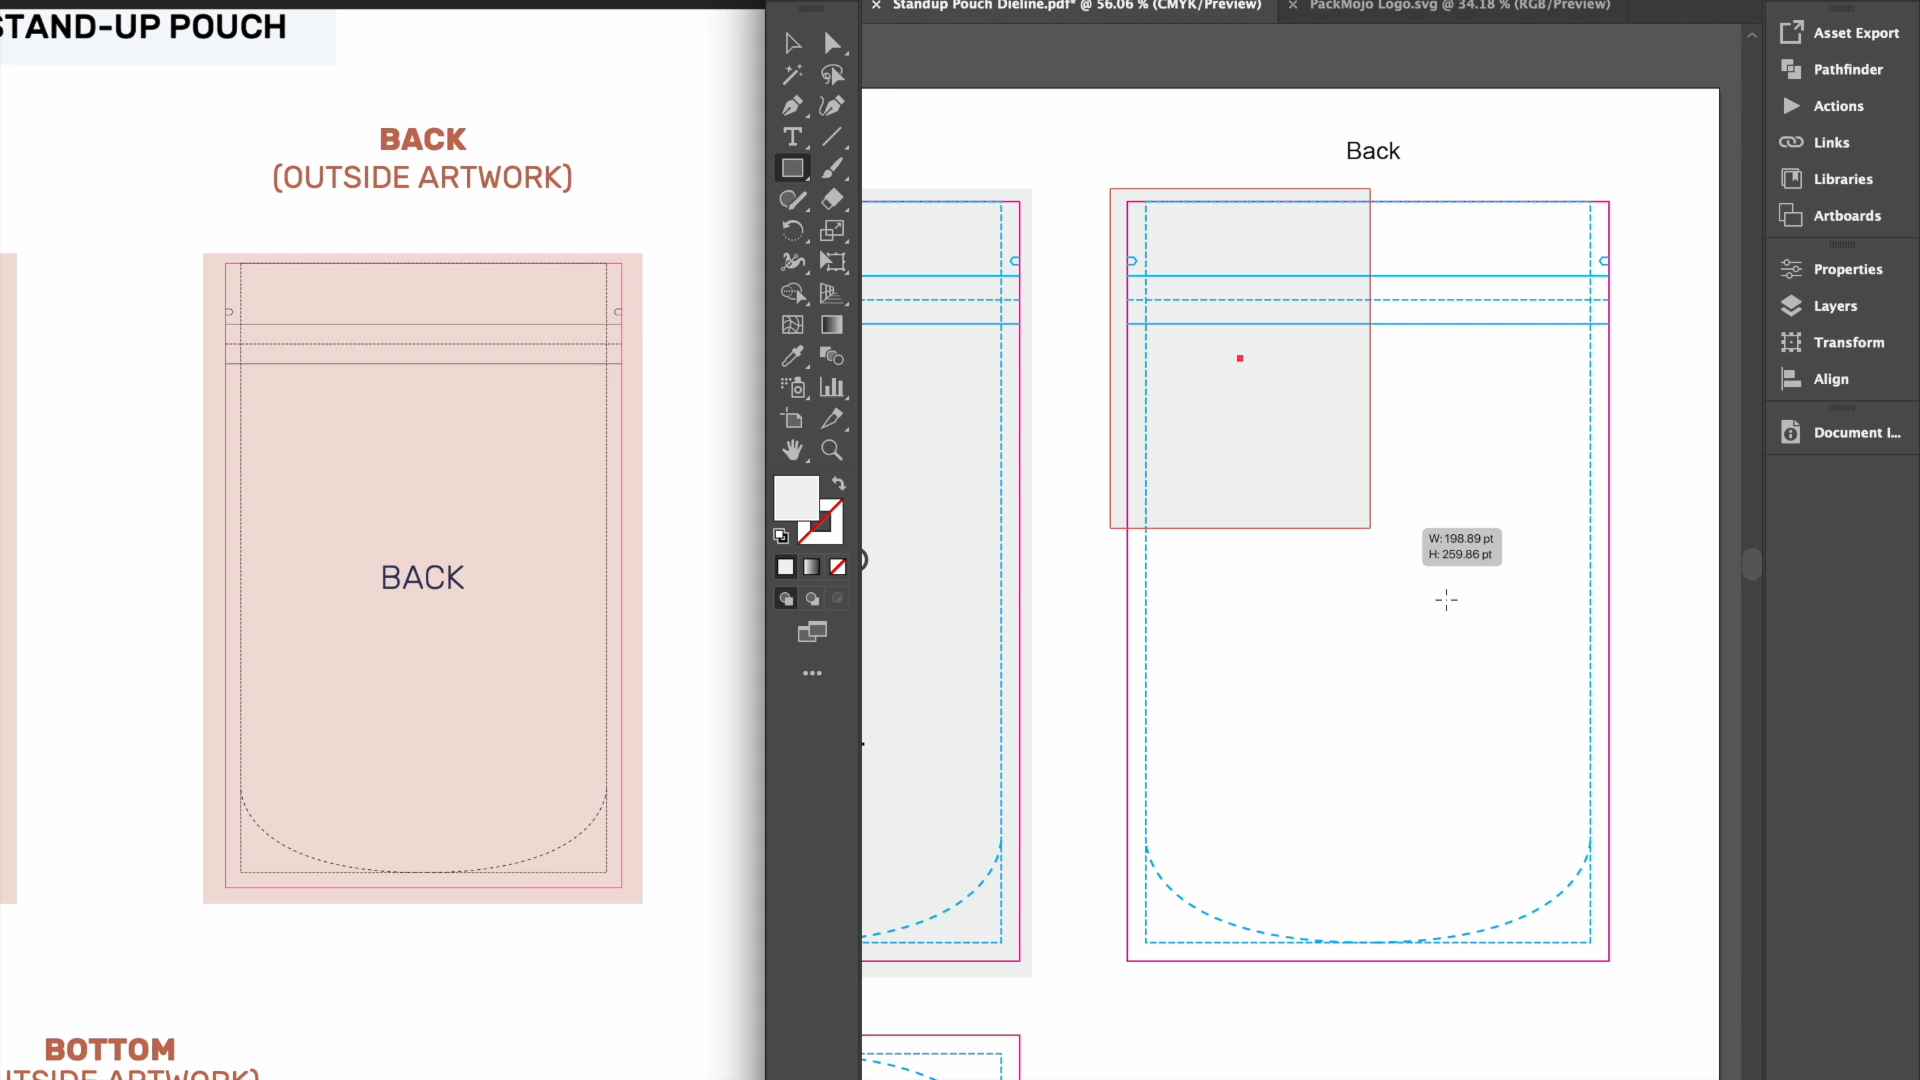 STAND-UP POUCH
BACK
(OUTSIDE ARTWORK)
BACK
BOTTOM
OUTSIDE ARTWORK)
Standup Pouch Dieline.pdf* @ 56.06 % (CMYK/Preview)
PackMojo Logo.svg @ 34.18 % (RGB/Preview)
Back
W: 198.89 pt
H: 259.86 pt
Asset Export
Pathfinder
Actions
Links
Libraries
Artboards
Properties
Layers
Transform
Align
Document I...